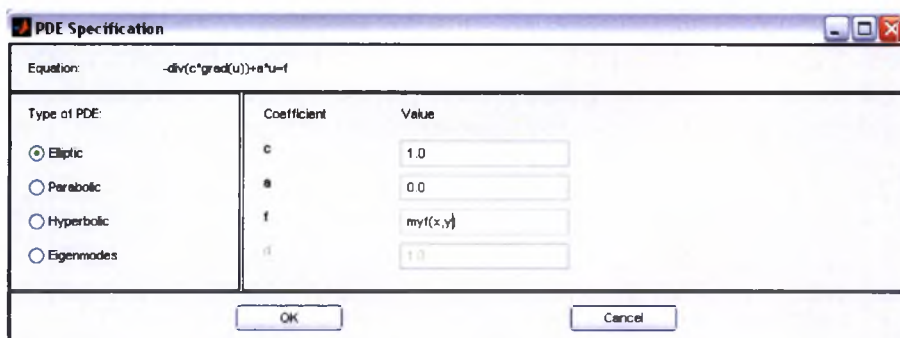 PDE Specification
Equation: -div(c*grad(u))+a*u=f
Type of PDE: Coefficient Value
Elliptic c 1.0
Parabolic a 0.0
Hyperbolic f myf(x,y)
Eigenmodes d 1.0
OK Cancel